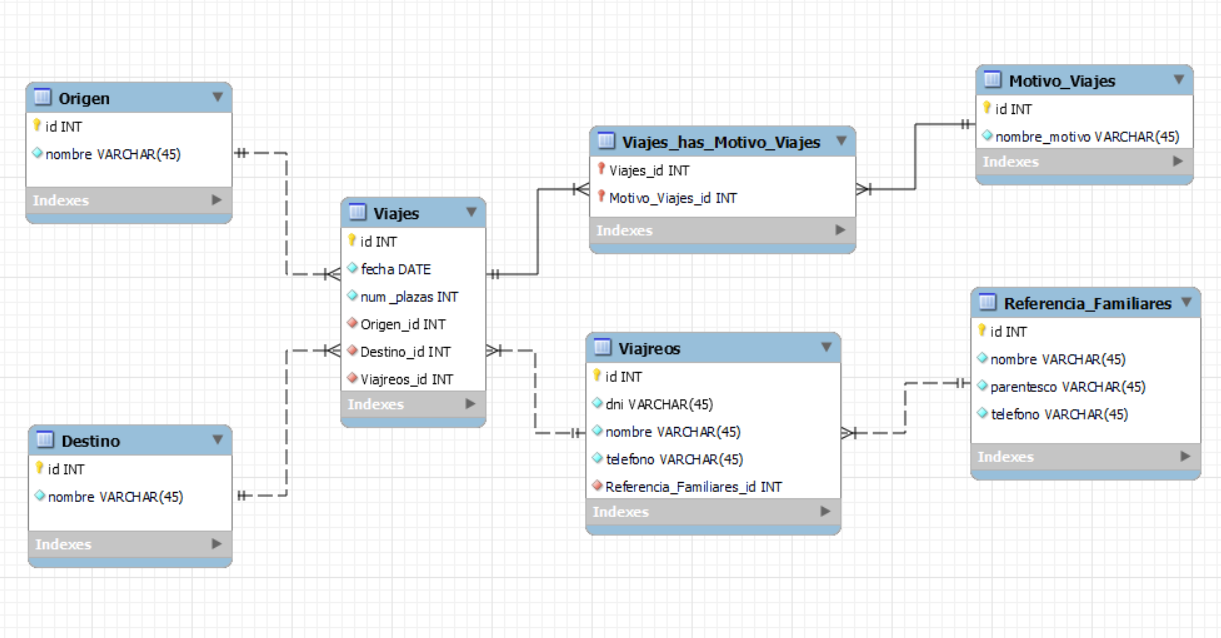 Origen
id INT
nombre VARCHAR(45)
Indexes
Destino
id INT
nombre VARCHAR(45)
Indexes
Viajes
id INT
fecha DATE
num_plazas INT
Origen_id INT
Destino_id INT
Viajreos_id INT
Indexes
Viajes_has_Motivo_Viajes
Viajes_id INT
Motivo_Viajes_id INT
Indexes
Viajreos
id INT
dni VARCHAR(45)
nombre VARCHAR(45)
telefono VARCHAR(45)
Referencia_Familiares_id INT
Indexes
Motivo_Viajes
id INT
nombre_motivo VARCHAR(45)
Indexes
Referencia_Familiares
id INT
nombre VARCHAR(45)
parentesco VARCHAR(45)
telefono VARCHAR(45)
Indexes